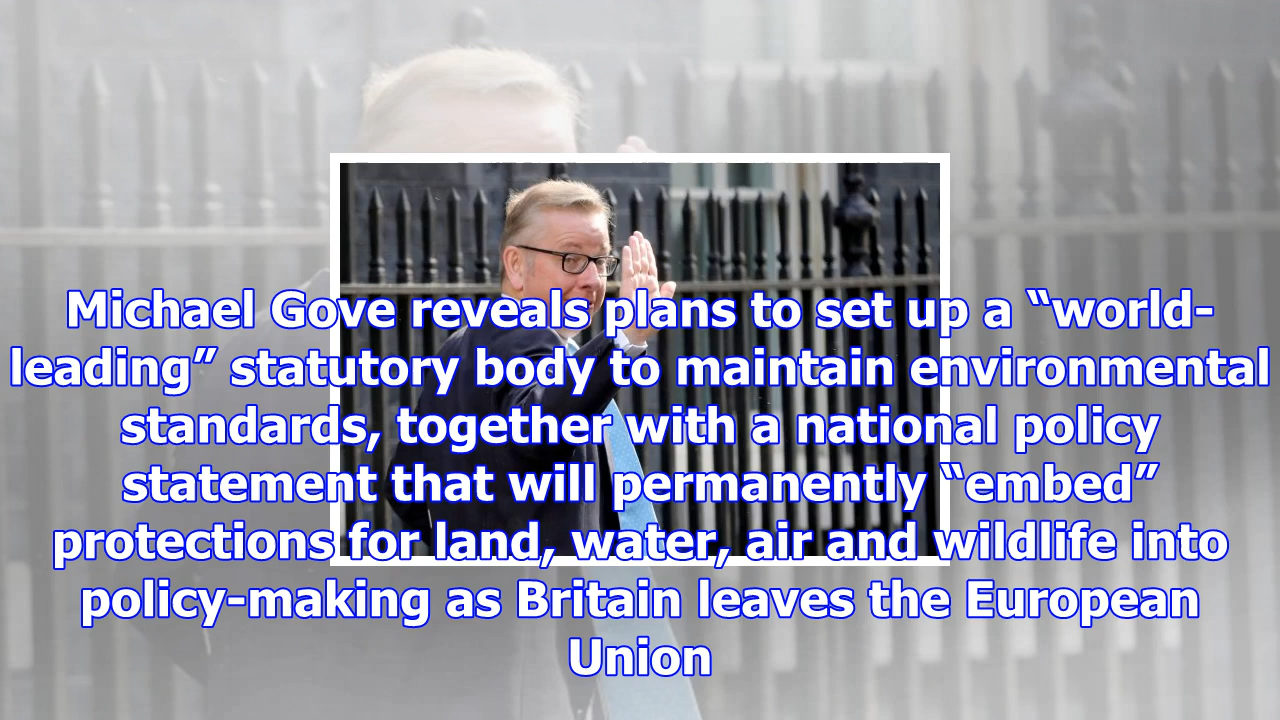 Michael Gove reveals plans to set up a “world-
leading” statutory body to maintain environmental
standards, together with a national policy
statement that will permanently “embed”
protections for land, water, air and wildlife into
policy-making as Britain leaves the European
Union